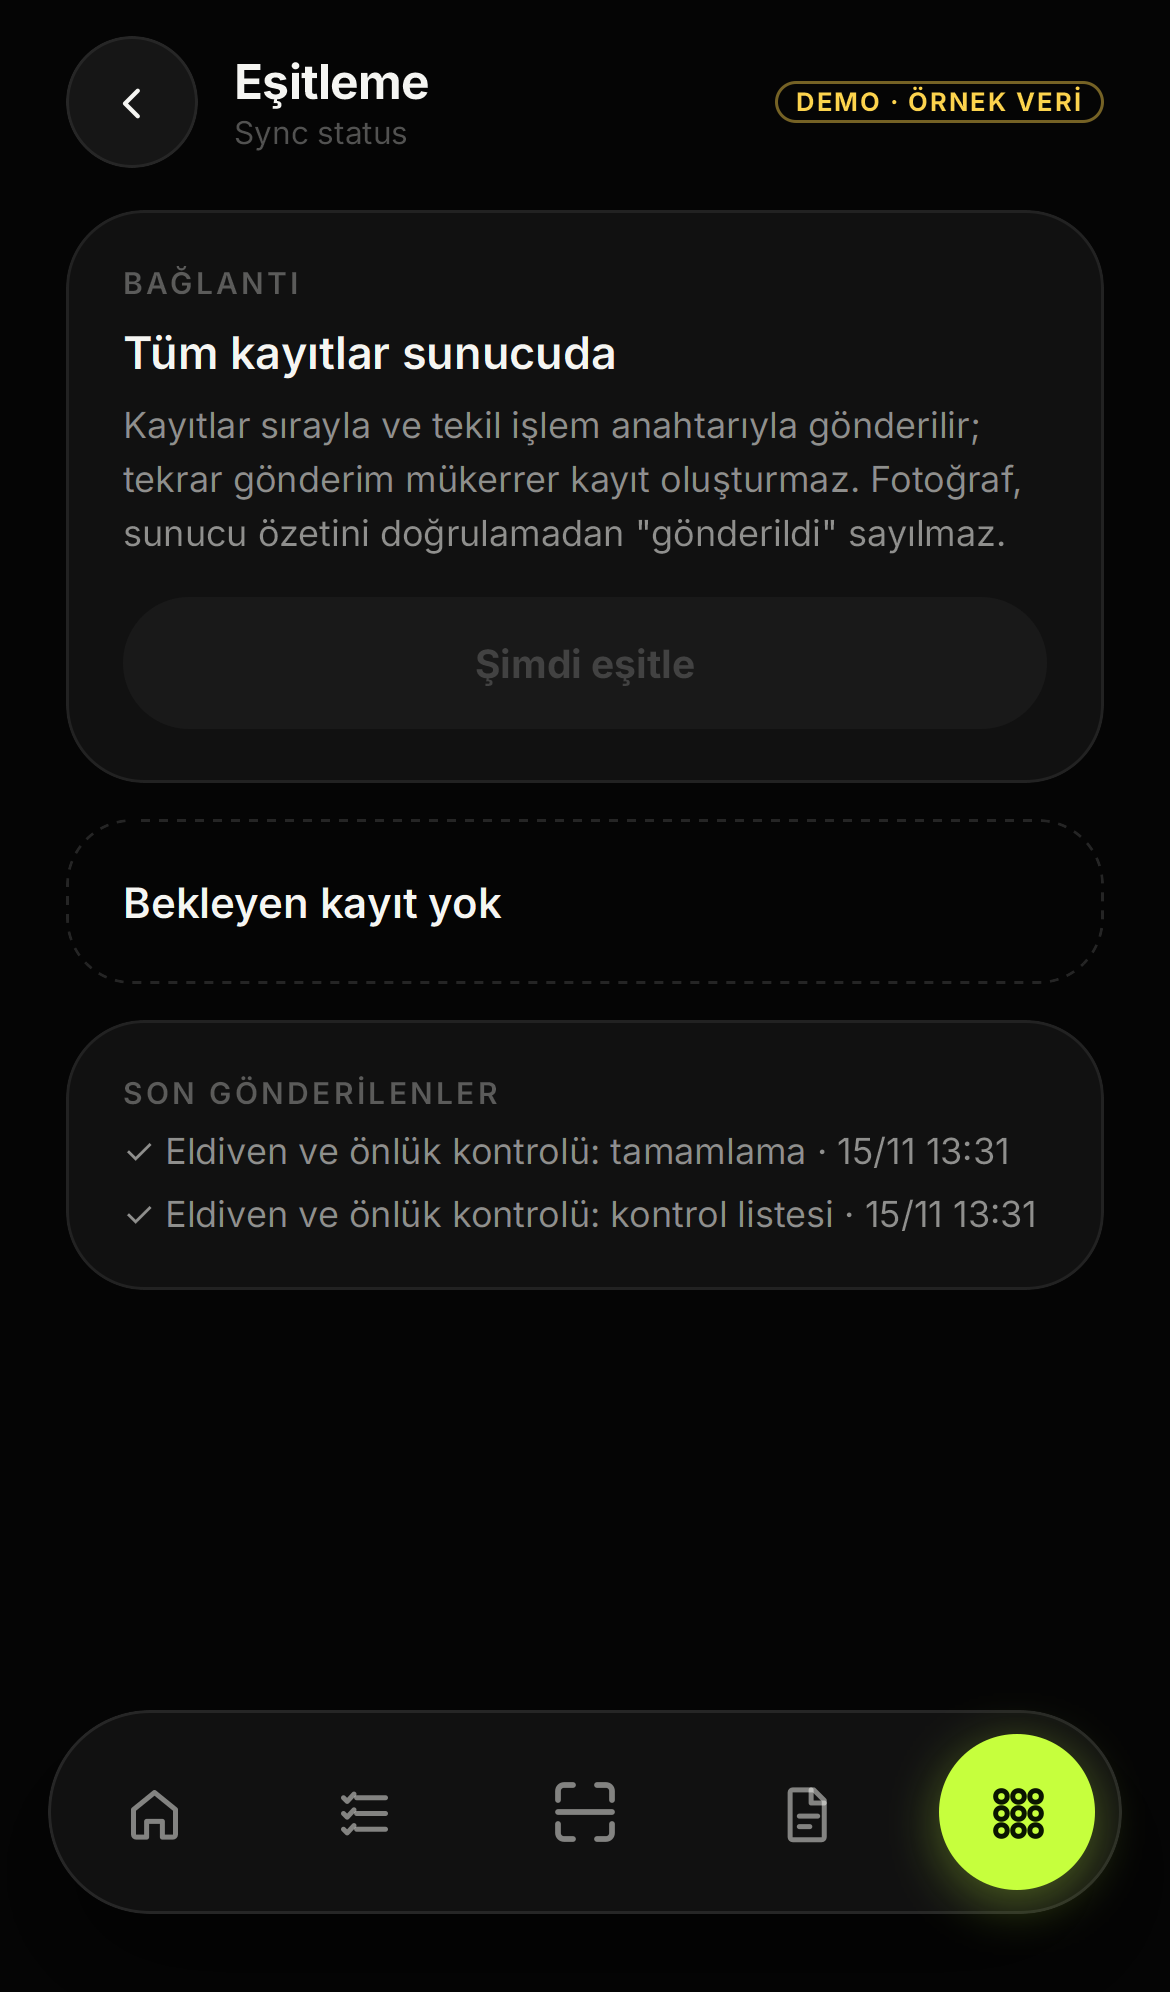 Eşitleme
Sync status
DEMO · ÖRNEK VERİ
BAĞLANTI
Tüm kayıtlar sunucuda
Kayıtlar sırayla ve tekil işlem anahtarıyla gönderilir;
tekrar gönderim mükerrer kayıt oluşturmaz. Fotoğraf,
sunucu özetini doğrulamadan "gönderildi" sayılmaz.
Şimdi eşitle
Bekleyen kayıt yok
SON GÖNDERİLENLER
✓ Eldiven ve önlük kontrolü: tamamlama · 15/11 13:31
✓ Eldiven ve önlük kontrolü: kontrol listesi · 15/11 13:31